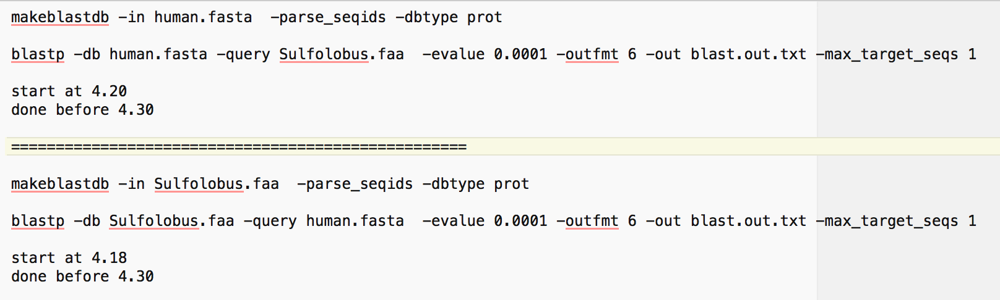 makeblastdb -in human.fasta  -parse_seqids -dbtype prot
blastp -db human.fasta -query Sulfolobus.faa  -evalue 0.0001 -outfmt 6 -out blast.out.txt -max_target_seqs 1
start at 4.20
done before 4.30
===================================================
makeblastdb -in Sulfolobus.faa  -parse_seqids -dbtype prot
blastp -db Sulfolobus.faa -query human.fasta  -evalue 0.0001 -outfmt 6 -out blast.out.txt -max_target_seqs 1
start at 4.18
done before 4.30